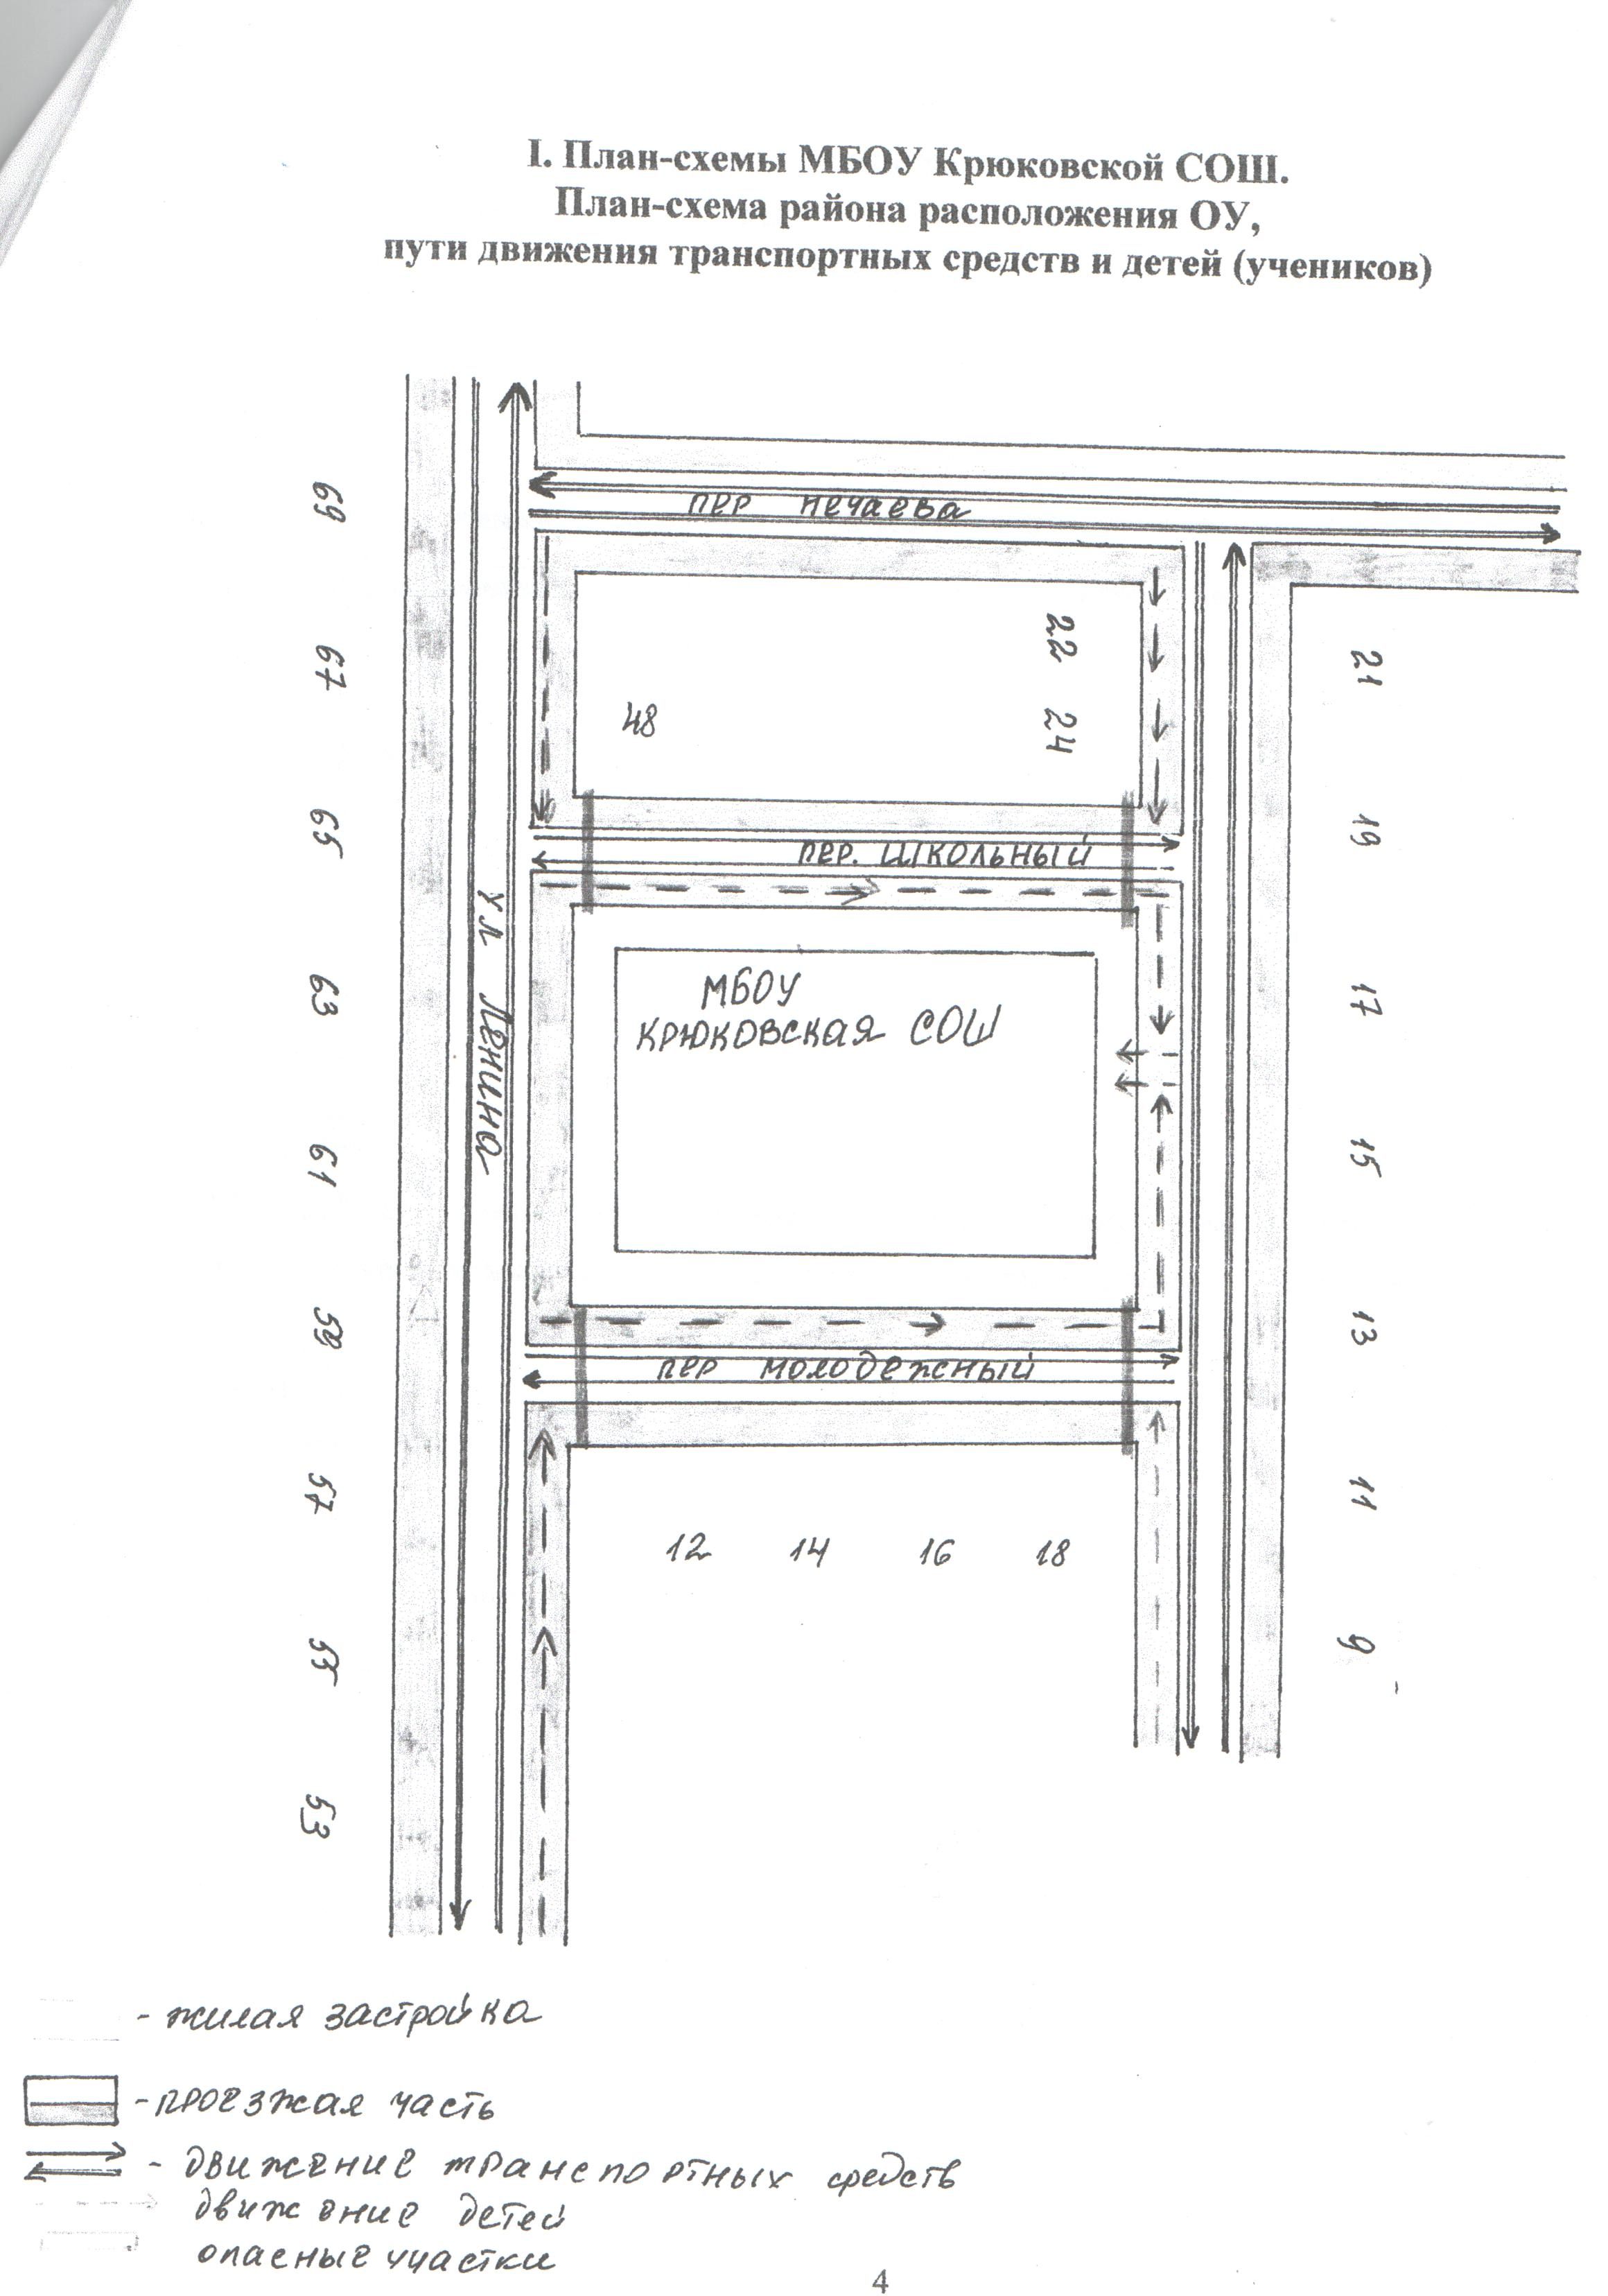 I. План-схемы МБОУ Крюковской СОШ.
План-схема района расположения ОУ,
пути движения транспортных средств и детей (учеников)
пер Нечаева
69
67
65
63
61
59
57
55
53
ул Ленина
22
24
48
21
19
17
15
13
11
9
пер. Школьный
МБОУ
Крюковская СОШ
пер Молодежный
12 14 16 18
- жилая застройка
- проезжая часть
- движение транспортных средств
движение детей
опасные участки
4